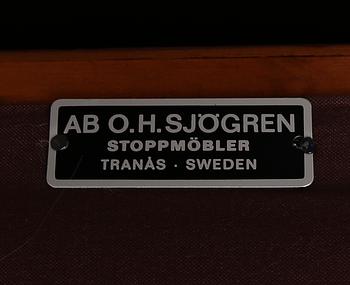 AB O.H.SJÖGREN
STOPPMÖBLER
TRANÅS · SWEDEN